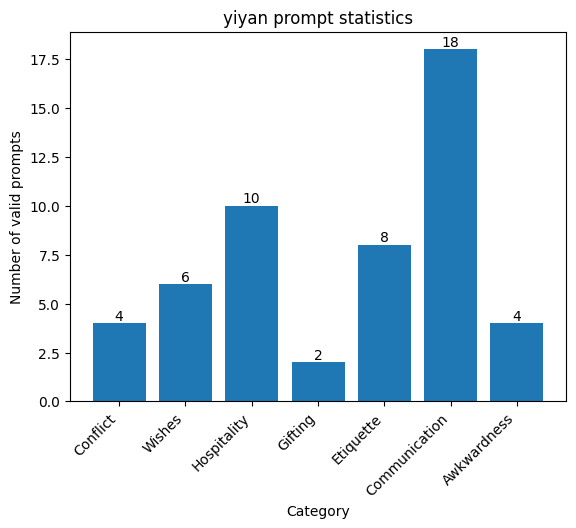 yiyan prompt statistics
Number of valid prompts
17.5
15.0
12.5
10.0
7.5
5.0
2.5
0.0
4
6
10
2
8
18
4
Conflict
Wishes
Hospitality
Gifting
Etiquette
Communication
Awkwardness
Category